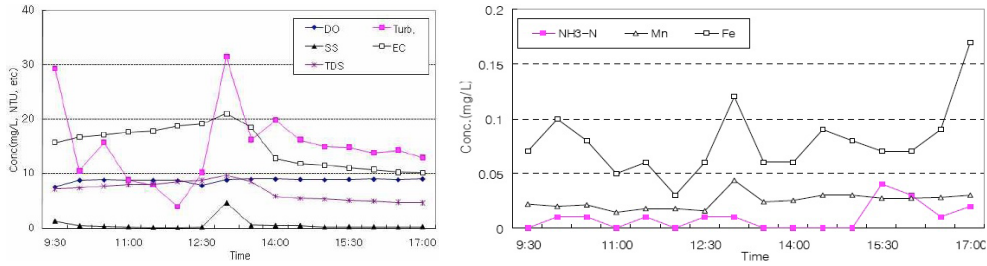 Conc(mg/L, NTU, etc)
40
30
20
10
0
DO
Turb,
SS
EC
TDS
9:30
11:00
12:30
14:00
15:30
17:00
Time
Conc.(mg/L)
0.2
0.15
0.1
0.05
0
NH3-N
Mn
Fe
9:30
11:00
12:30
14:00
15:30
17:00
Time